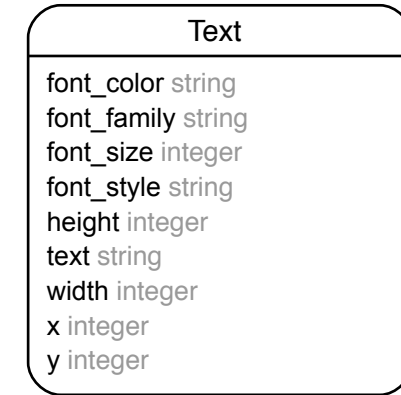 Text
font_color string
font_family string
font_size integer
font_style string
height integer
text string
width integer
x integer
y integer